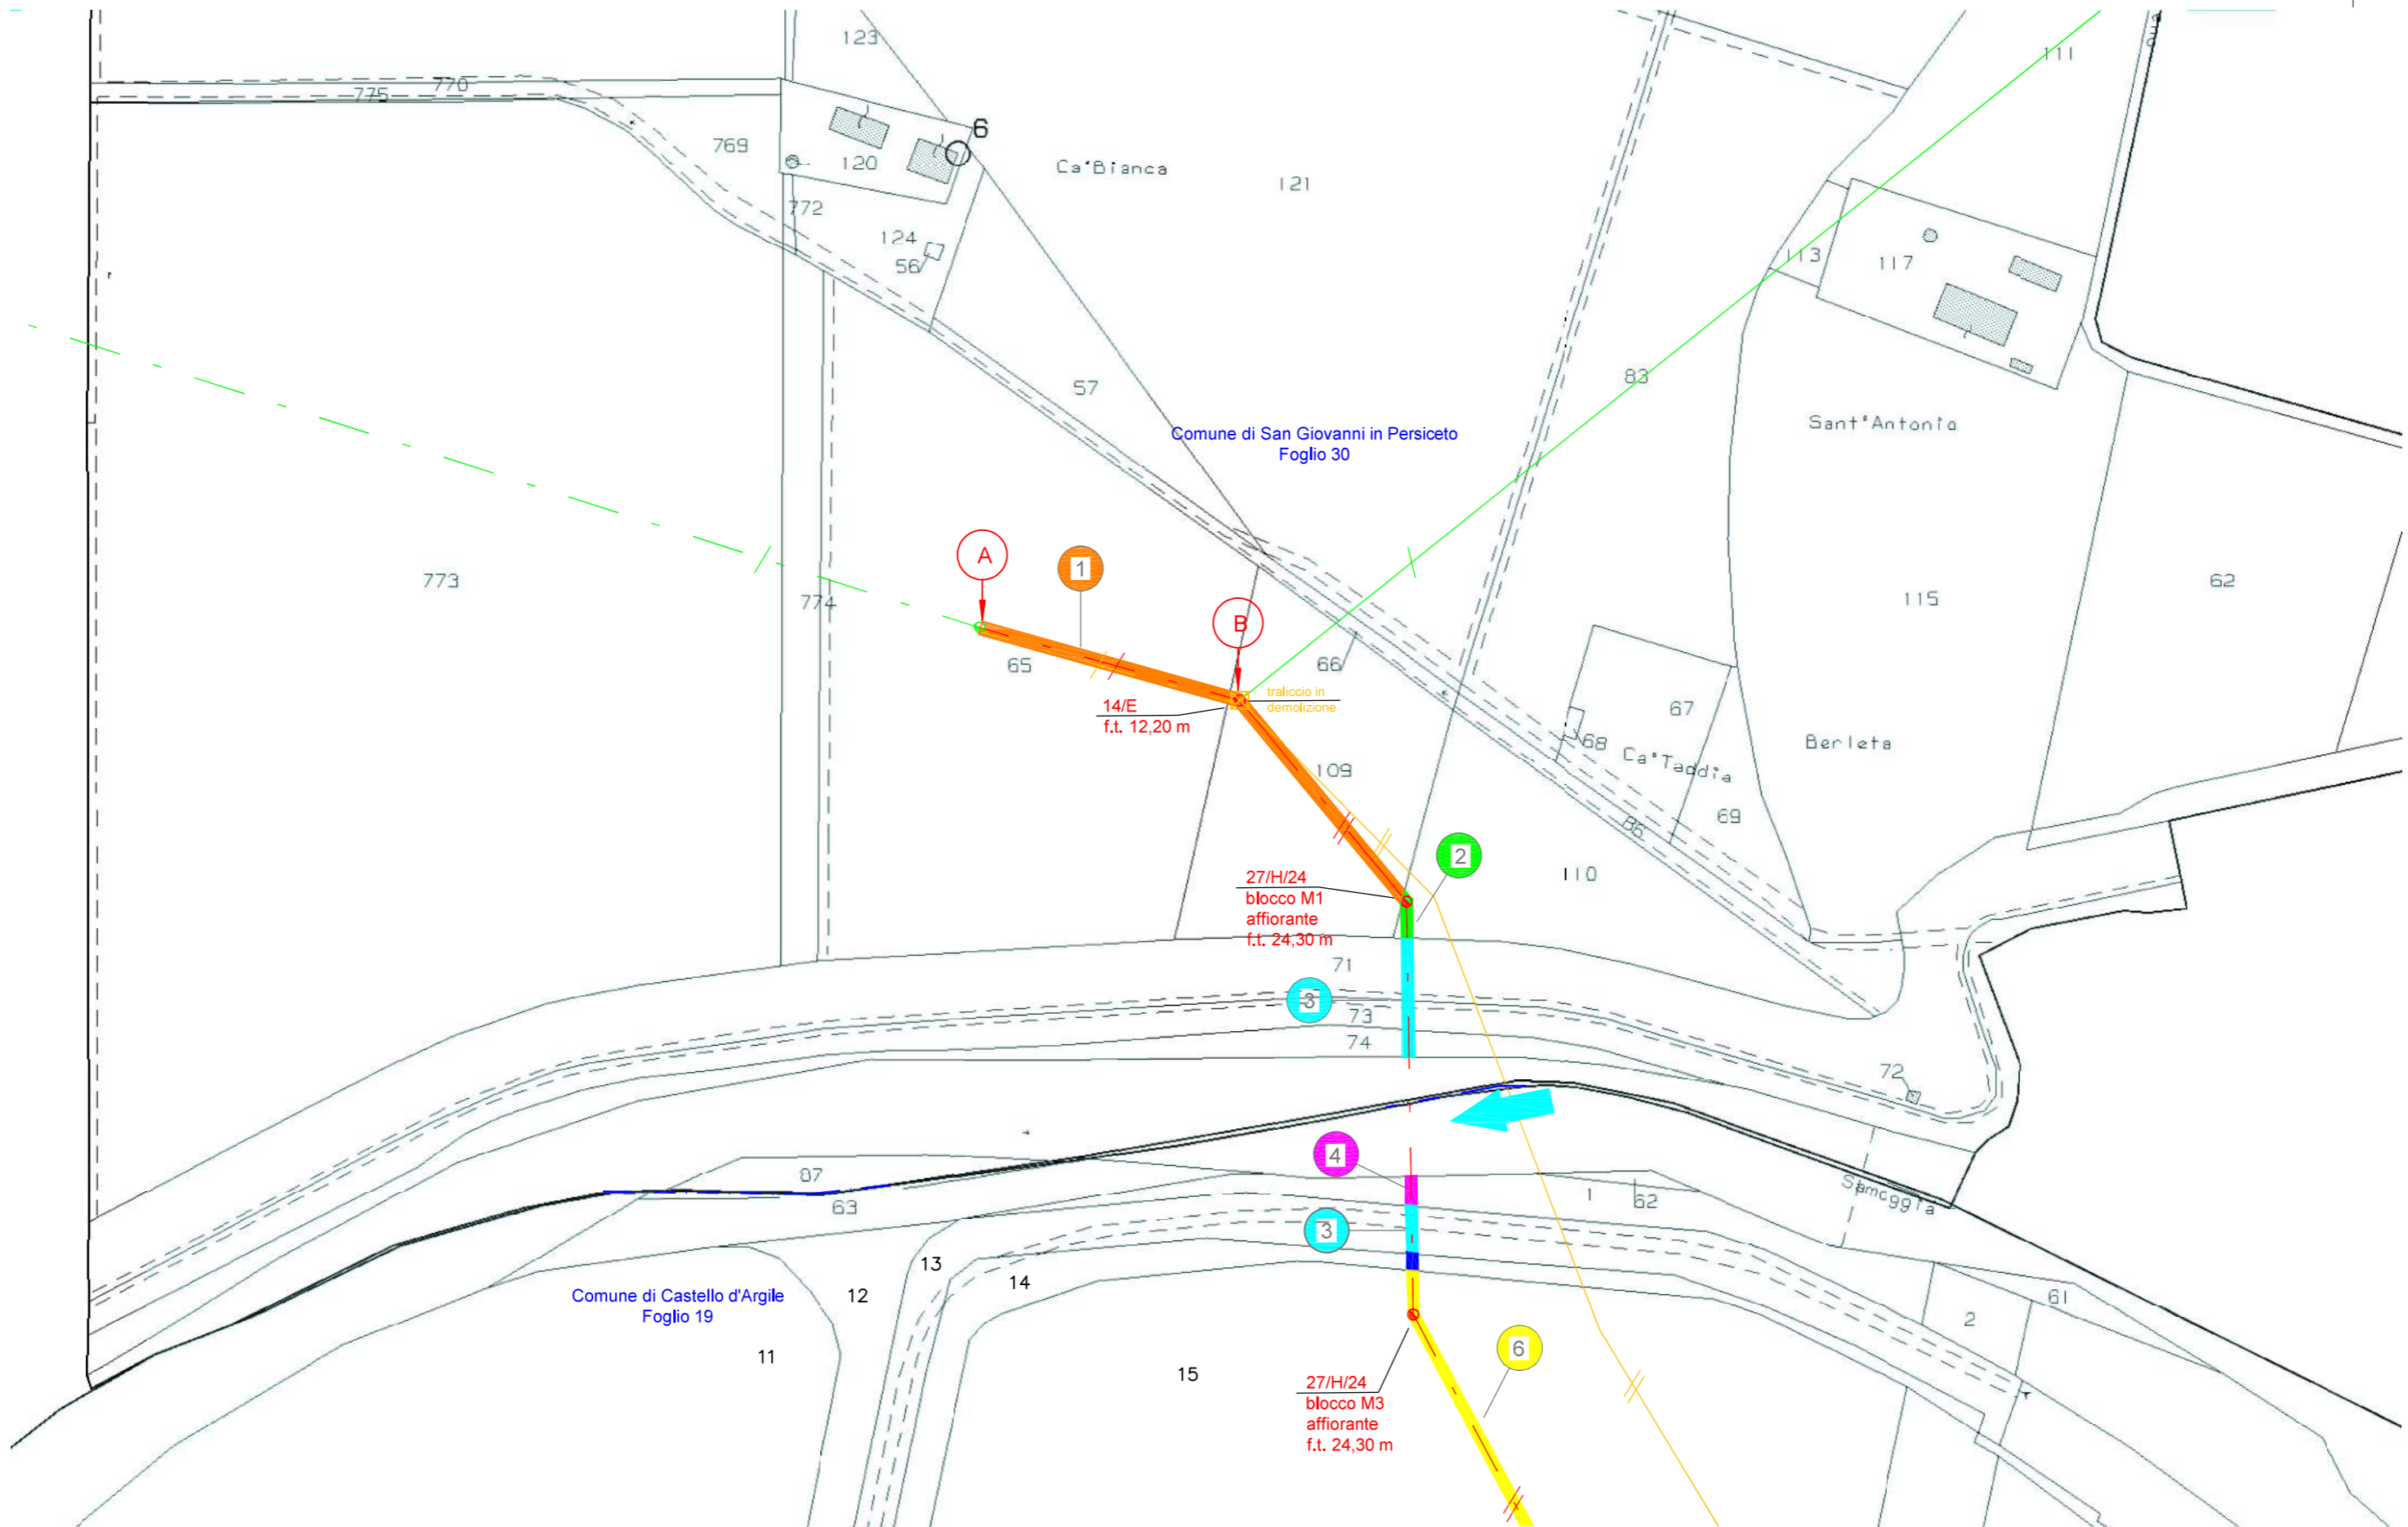 123
111
770
775
6
769
120
Ca'Bianca
121
772
124
56
113
117
57
83
Comune di San Giovanni in Persiceto
Foglio 30
Sant'Antonio
A
1
773
774
B
115
62
65
66
traliccio in
demolizione
14/E
f.t. 12,20 m
67
68
Ca'Taddia
Berleta
109
69
86
2
110
27/H/24
blocco M1
affiorante
f.t. 24,30 m
71
3
73
74
72
4
87
63
1
62
Samoggia
3
13
14
12
Comune di Castello d'Argile
Foglio 19
61
2
11
15
6
27/H/24
blocco M3
affiorante
f.t. 24,30 m